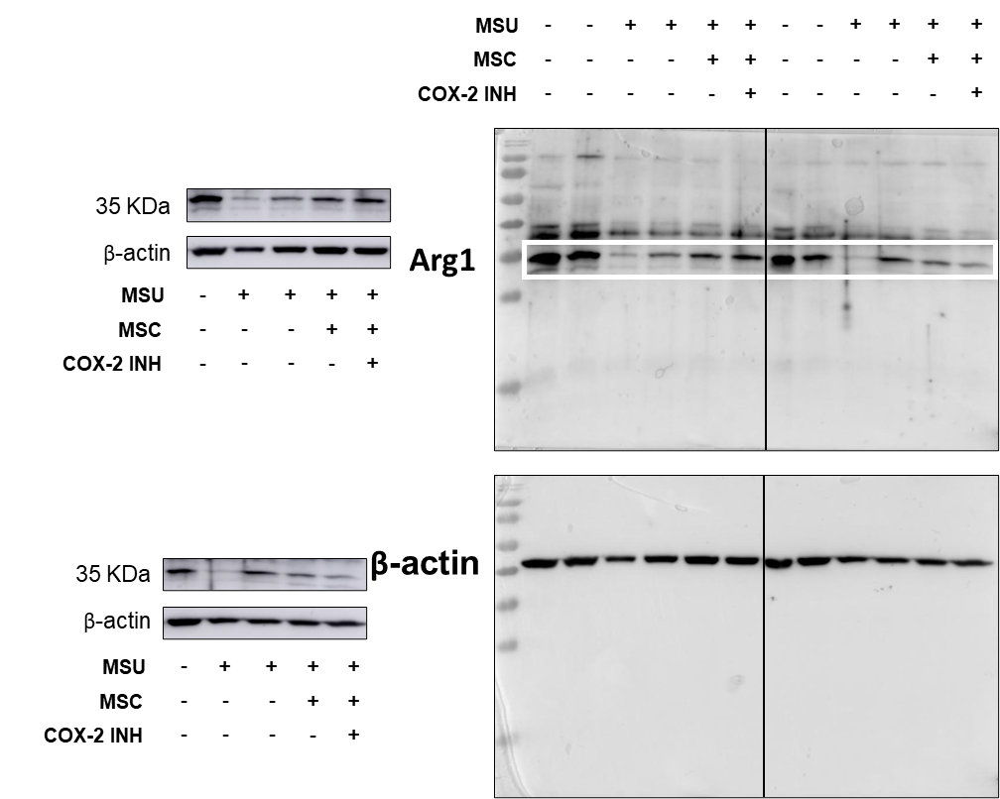 MSU - - + + + + - - + + + +
MSC - - - - + + - - - - + +
COX-2 INH - - - - - + - - - - - +
35 KDa
β-actin
Arg1
MSU - + + + +
MSC - - - + +
COX-2 INH - - - - +
35 KDa
β-actin
β-actin
MSU - + + + +
MSC - - - + +
COX-2 INH - - - - +